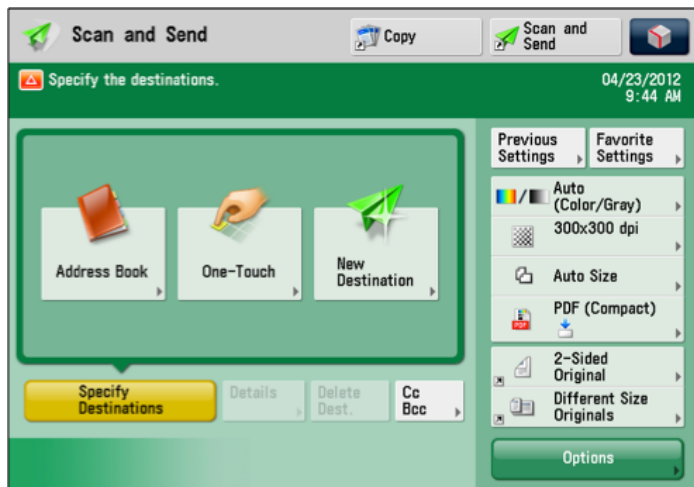 Scan and Send
Copy
Scan and
Send
Specify the destinations.
04/23/2012
9:44 AM
Previous
Settings
Favorite
Settings
Address Book
One-Touch
New
Destination
Auto
(Color/Gray)
300x300 dpi
Auto Size
PDF
PDF (Compact)
2-Sided
Original
Different Size
Originals
Specify
Destinations
Details
Delete
Dest.
Cc
Bcc
Options